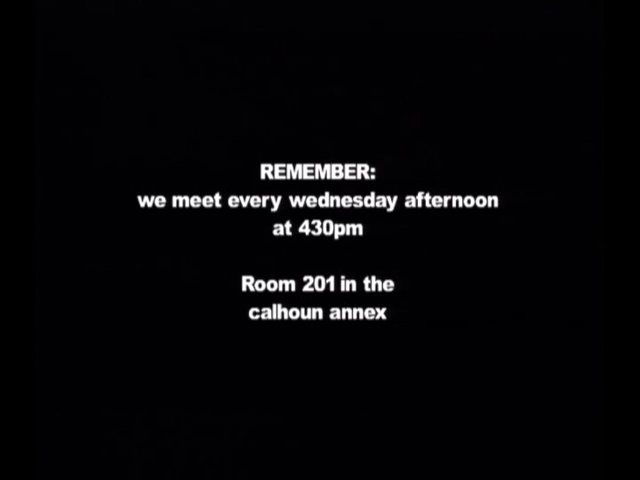 REMEMBER:
we meet every wednesday afternoon
at 430pm
Room 201 in the
calhoun annex